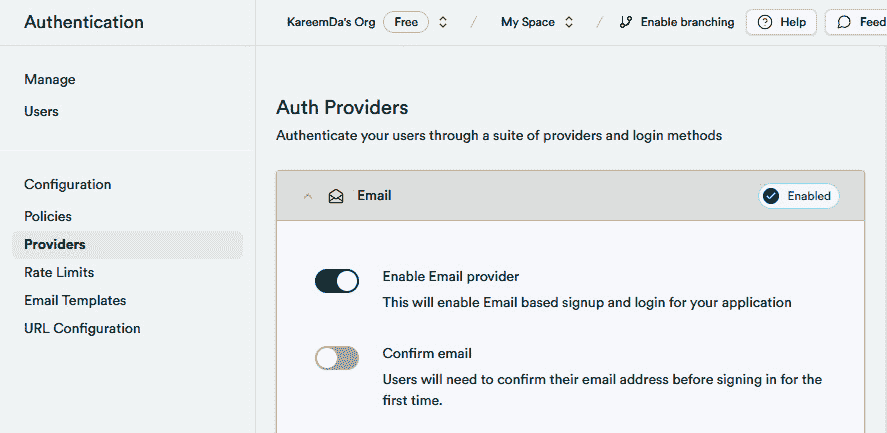 Authentication
KareemDa's Org Free / My Space / Enable branching Help Feed
Manage
Users
Configuration
Policies
Providers
Rate Limits
Email Templates
URL Configuration
Auth Providers
Authenticate your users through a suite of providers and login methods
Email Enabled
Enable Email provider
This will enable Email based signup and login for your application
Confirm email
Users will need to confirm their email address before signing in for the
first time.